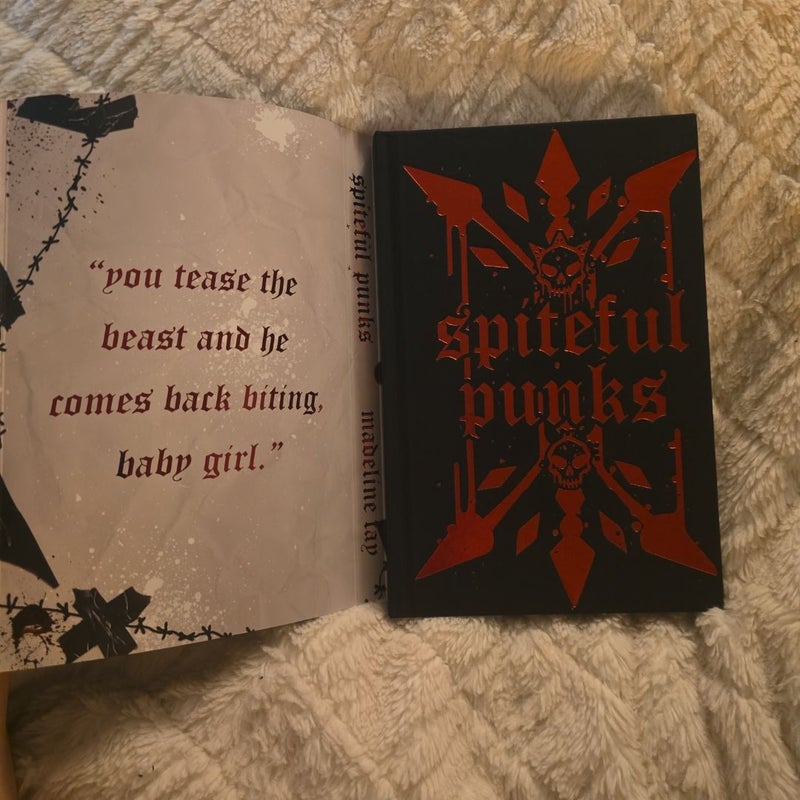 “you tease the
beast and he
comes back biting,
baby girl.”
spiteful punks madeline fay
spiteful
punks